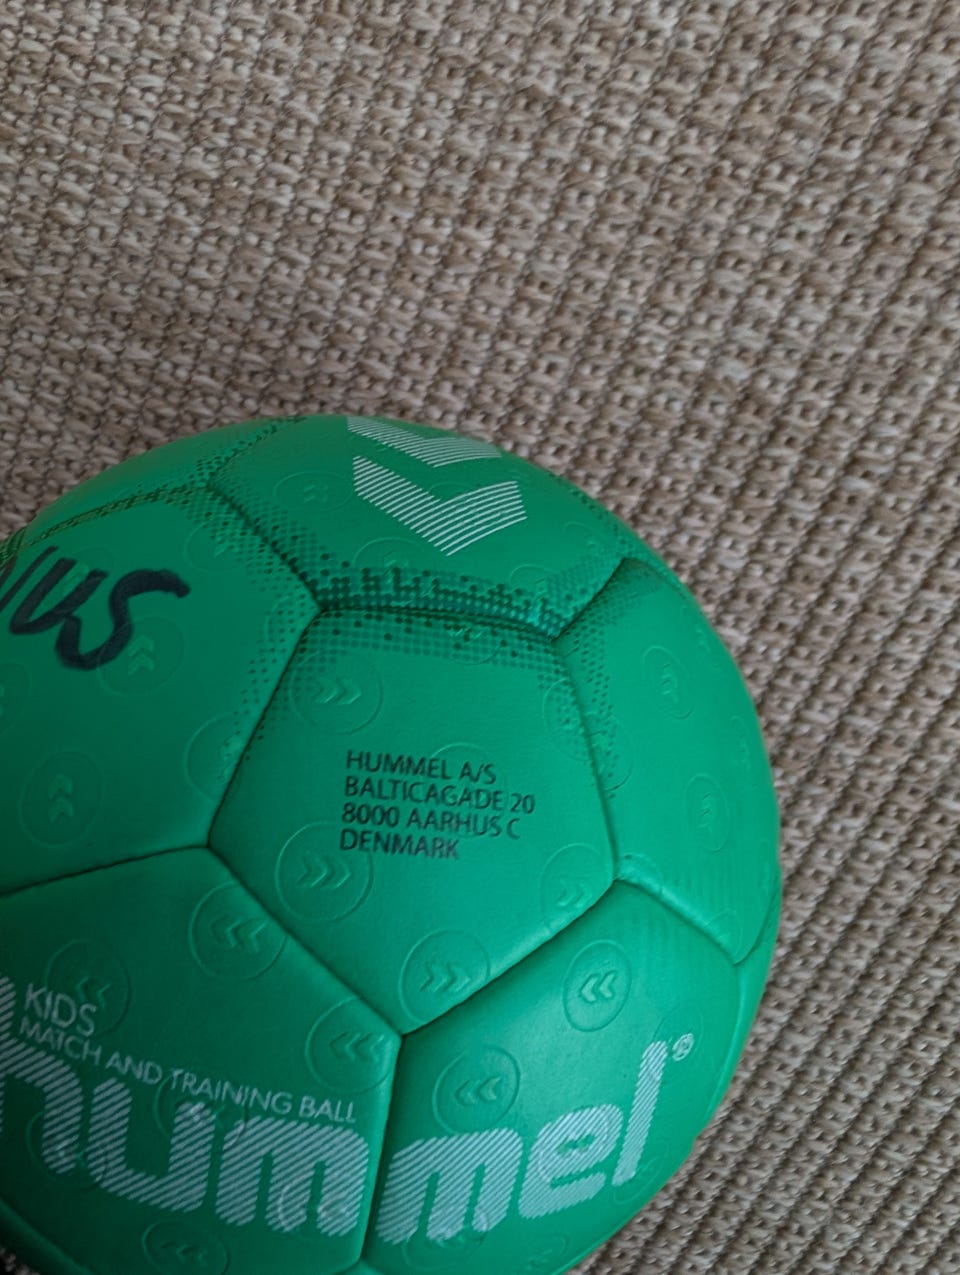 HUMMEL A/S
BALTICAGADE 20
8000 AARHUS C
DENMARK
KIDS
MATCH AND TRAINING BALL
hummel®